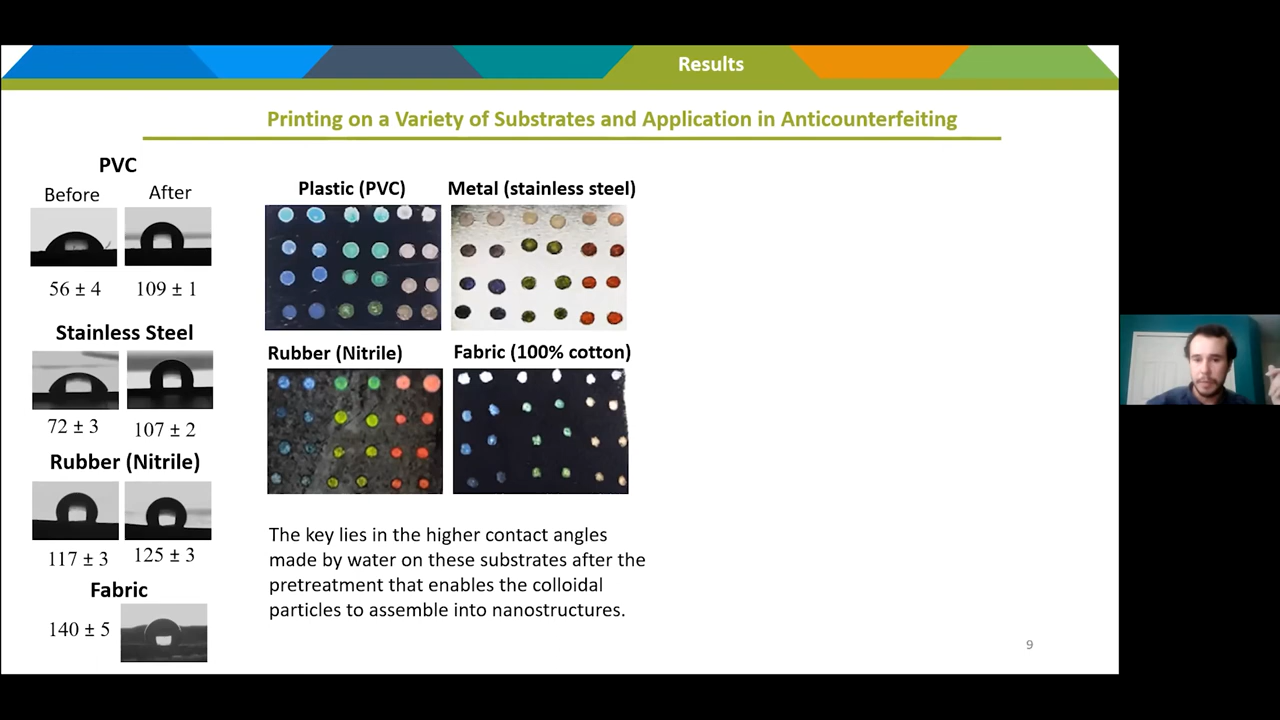 Results
Printing on a Variety of Substrates and Application in Anticounterfeiting
PVC
Before After
56 ± 4 109 ± 1
Stainless Steel
72 ± 3 107 ± 2
Rubber (Nitrile)
117 ± 3 125 ± 3
Fabric
140 ± 5
Plastic (PVC) Metal (stainless steel)
Rubber (Nitrile) Fabric (100% cotton)
The key lies in the higher contact angles
made by water on these substrates after the
pretreatment that enables the colloidal
particles to assemble into nanostructures.
9